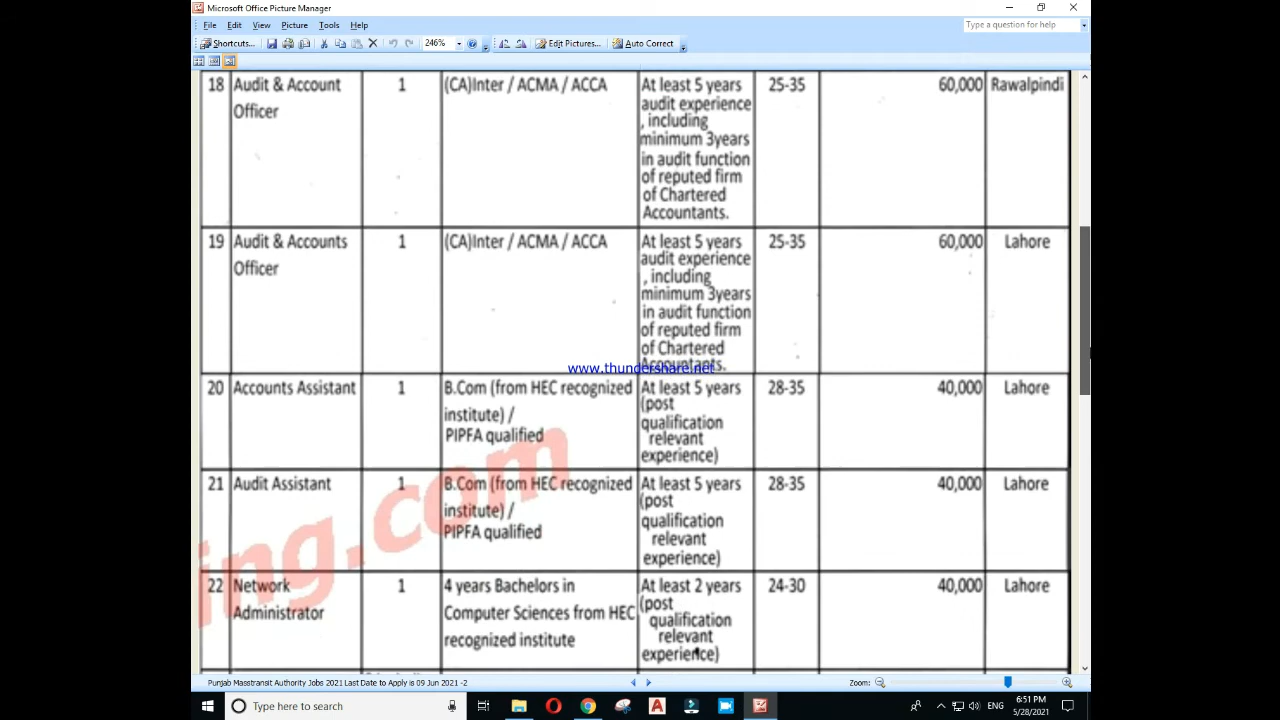 Microsoft Office Picture Manager
File Edit View Picture Tools Help
Type a question for help
Shortcuts... 246% Edit Pictures... Auto Correct
18 Audit & Account Officer 1 (CA)Inter / ACMA / ACCA At least 5 years 25-35 60,000 Rawalpindi
audit experience
, including
minimum 3years
in audit function
of reputed firm
of Chartered
Accountants.
19 Audit & Accounts Officer 1 (CA)Inter / ACMA / ACCA At least 5 years 25-35 60,000 Lahore
audit experience
, including
minimum 3years
in audit function
of reputed firm
of Chartered
Accountants.
www.thundershare.net
20 Accounts Assistant 1 B.Com (from HEC recognized At least 5 years 28-35 40,000 Lahore
institute) / (post
PIPFA qualified qualification
relevant
experience)
21 Audit Assistant 1 B.Com (from HEC recognized At least 5 years 28-35 40,000 Lahore
institute) / (post
PIPFA qualified qualification
relevant
experience)
ing.com
22 Network 1 4 years Bachelors in At least 2 years 24-30 40,000 Lahore
Administrator Computer Sciences from HEC (post
recognized institute qualification
relevant
experience)
Punjab Masstransit Authority Jobs 2021 Last Date to Apply is 09 Jun 2021 -2 Zoom:
Type here to search ENG 6:51 PM
5/28/2021